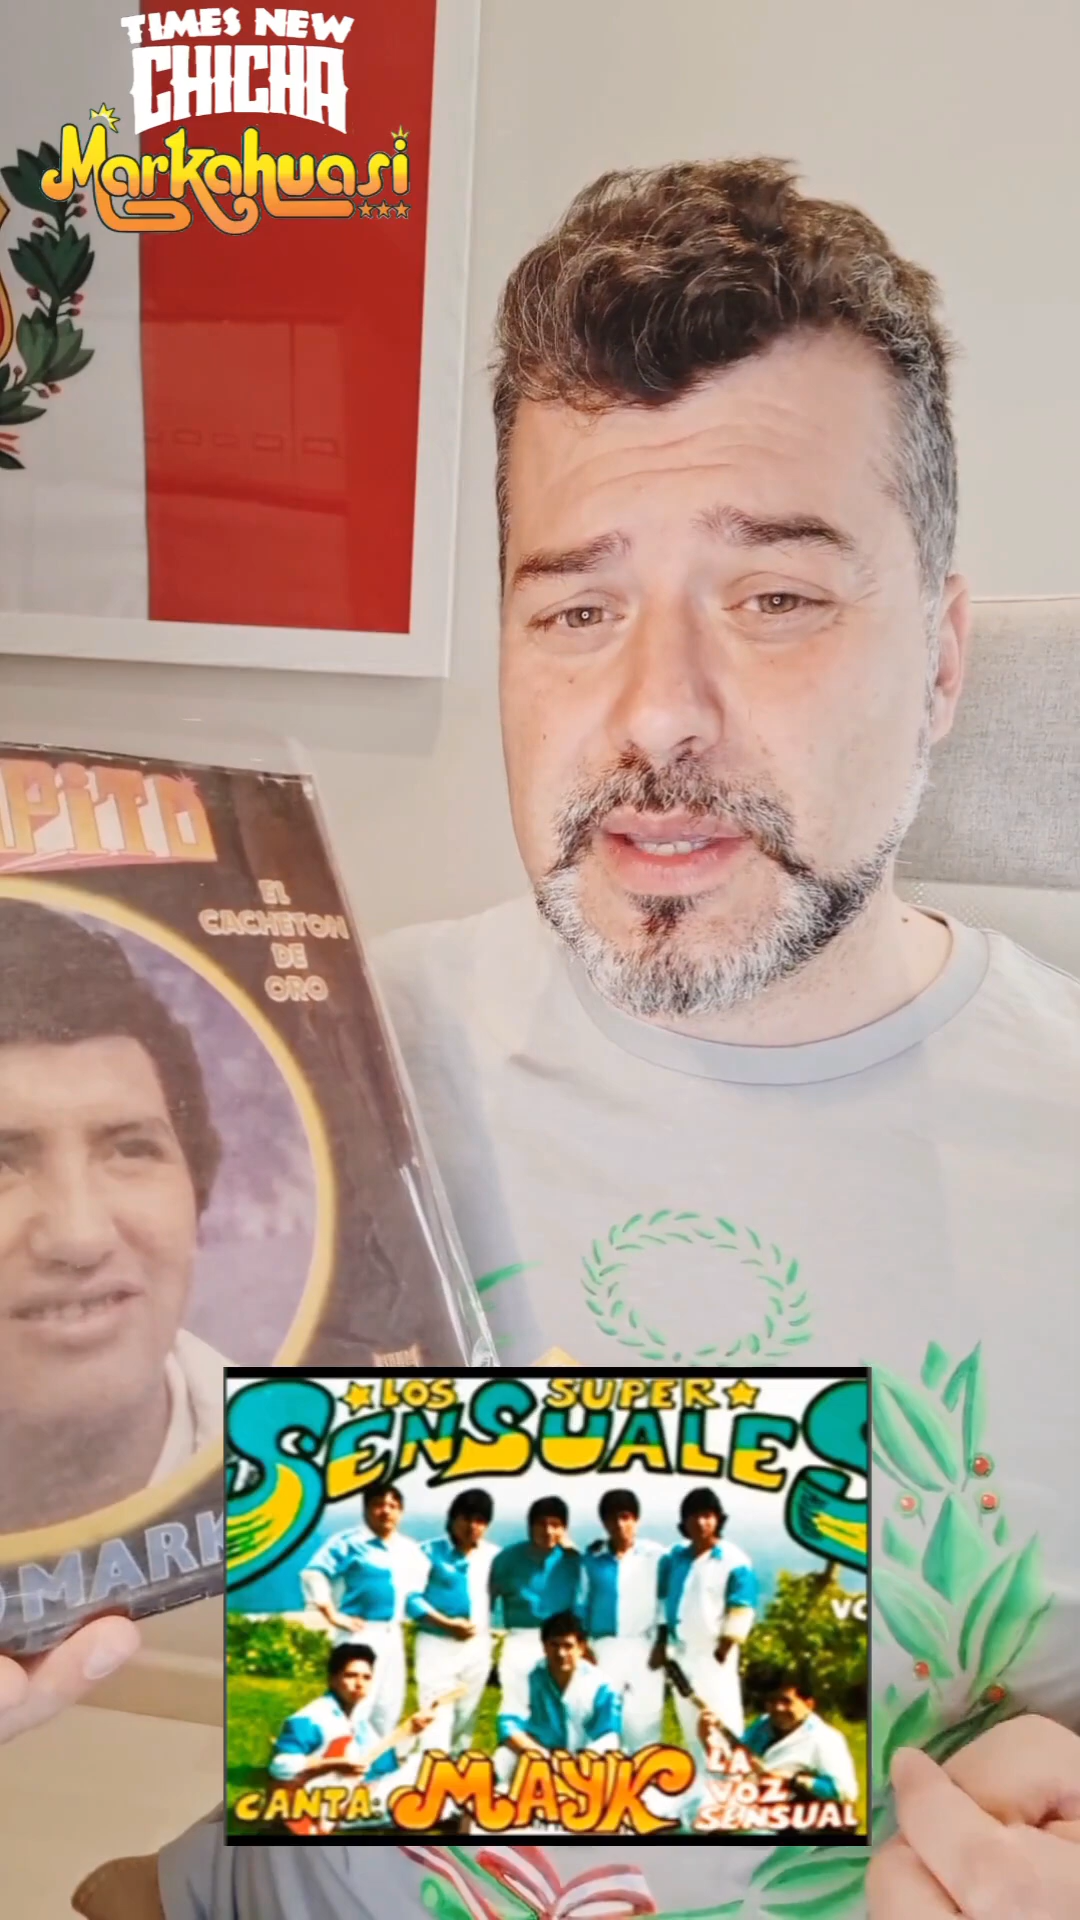 TIMES NEW
CHICHA
Markahuasi
PITO
EL
CACHETON
DE
ORO
MARK
LOS SUPER
SENSUALES
CANTA: MAYK
LA
VOZ
SENSUAL